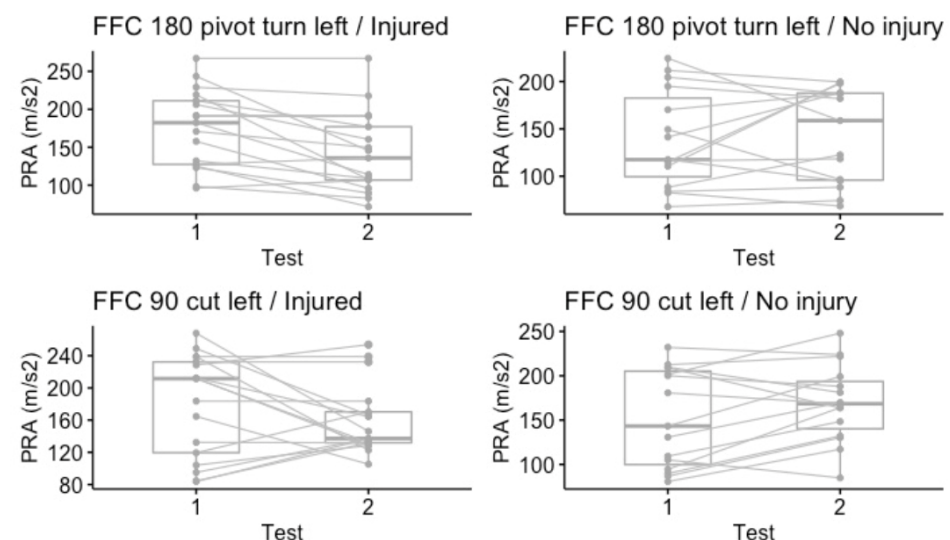 FFC 180 pivot turn left / Injured
PRA (m/s2)
250
200
150
100
1 2
Test
FFC 180 pivot turn left / No injury
PRA (m/s2)
200
150
100
1 2
Test
FFC 90 cut left / Injured
PRA (m/s2)
240
200
160
120
80
1 2
Test
FFC 90 cut left / No injury
PRA (m/s2)
250
200
150
100
1 2
Test